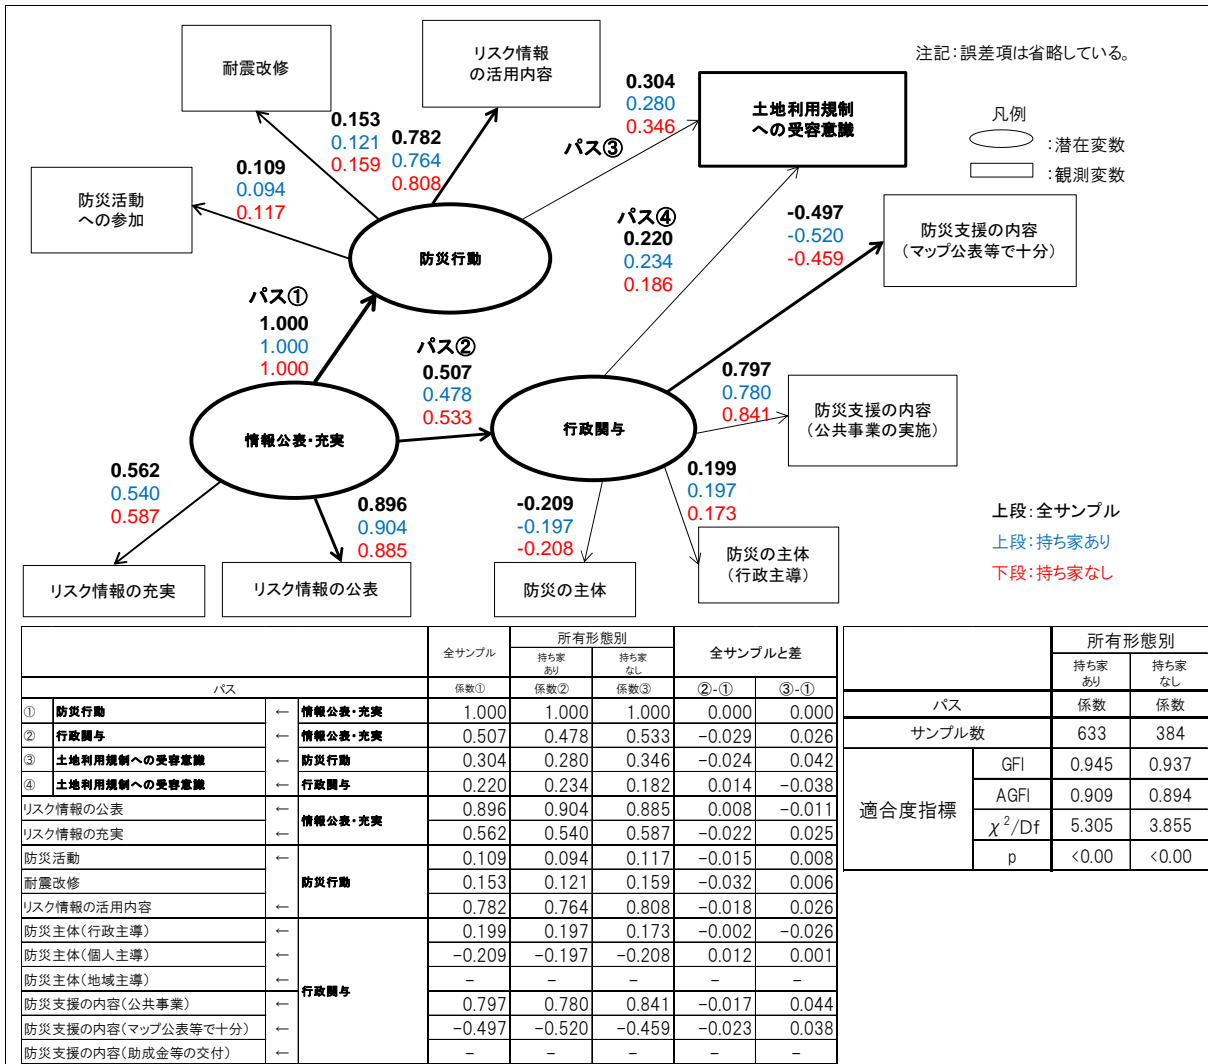 注記：誤差項は省略している。
凡例
：潜在変数
：観測変数
耐震改修
リスク情報
の活用内容
土地利用規制
への受容意識
防災活動
への参加
防災支援の内容
（マップ公表等で十分）
防災支援の内容
（公共事業の実施）
防災行動
情報公表・充実
行政関与
リスク情報の充実
リスク情報の公表
防災の主体
防災の主体
（行政主導）
0.153
0.121
0.159
0.782
0.764
0.808
0.109
0.094
0.117
パス③
0.304
0.280
0.346
パス④
0.220
0.234
0.186
-0.497
-0.520
-0.459
パス①
1.000
1.000
1.000
パス②
0.507
0.478
0.533
0.797
0.780
0.841
0.562
0.540
0.587
0.896
0.904
0.885
-0.209
-0.197
-0.208
0.199
0.197
0.173
上段：全サンプル
上段：持ち家あり
下段：持ち家なし
全サンプル 所有形態別 全サンプルと差
持ち家あり 持ち家なし
パス 係数① 係数② 係数③ ②-① ③-①
① 防災行動 ← 情報公表・充実 1.000 1.000 1.000 0.000 0.000
② 行政関与 ← 情報公表・充実 0.507 0.478 0.533 -0.029 0.026
③ 土地利用規制への受容意識 ← 防災行動 0.304 0.280 0.346 -0.024 0.042
④ 土地利用規制への受容意識 ← 行政関与 0.220 0.234 0.182 0.014 -0.038
リスク情報の公表 ← 情報公表・充実 0.896 0.904 0.885 0.008 -0.011
リスク情報の充実 0.562 0.540 0.587 -0.022 0.025
防災活動 ← 0.109 0.094 0.117 -0.015 0.008
耐震改修 防災行動 0.153 0.121 0.159 -0.032 0.006
リスク情報の活用内容 ← 0.782 0.764 0.808 -0.018 0.026
防災主体（行政主導） ← 0.199 0.197 0.173 -0.002 -0.026
防災主体（個人主導） ← -0.209 -0.197 -0.208 0.012 0.001
防災主体（地域主導） ← 行政関与 - - - - -
防災支援の内容（公共事業） ← 0.797 0.780 0.841 -0.017 0.044
防災支援の内容（マップ公表等で十分） ← -0.497 -0.520 -0.459 -0.023 0.038
防災支援の内容（助成金等の交付） ← - - - - -
所有形態別
持ち家あり 持ち家なし
パス 係数 係数
サンプル数 633 384
適合度指標 GFI 0.945 0.937
AGFI 0.909 0.894
χ²/Df 5.305 3.855
p <0.00 <0.00